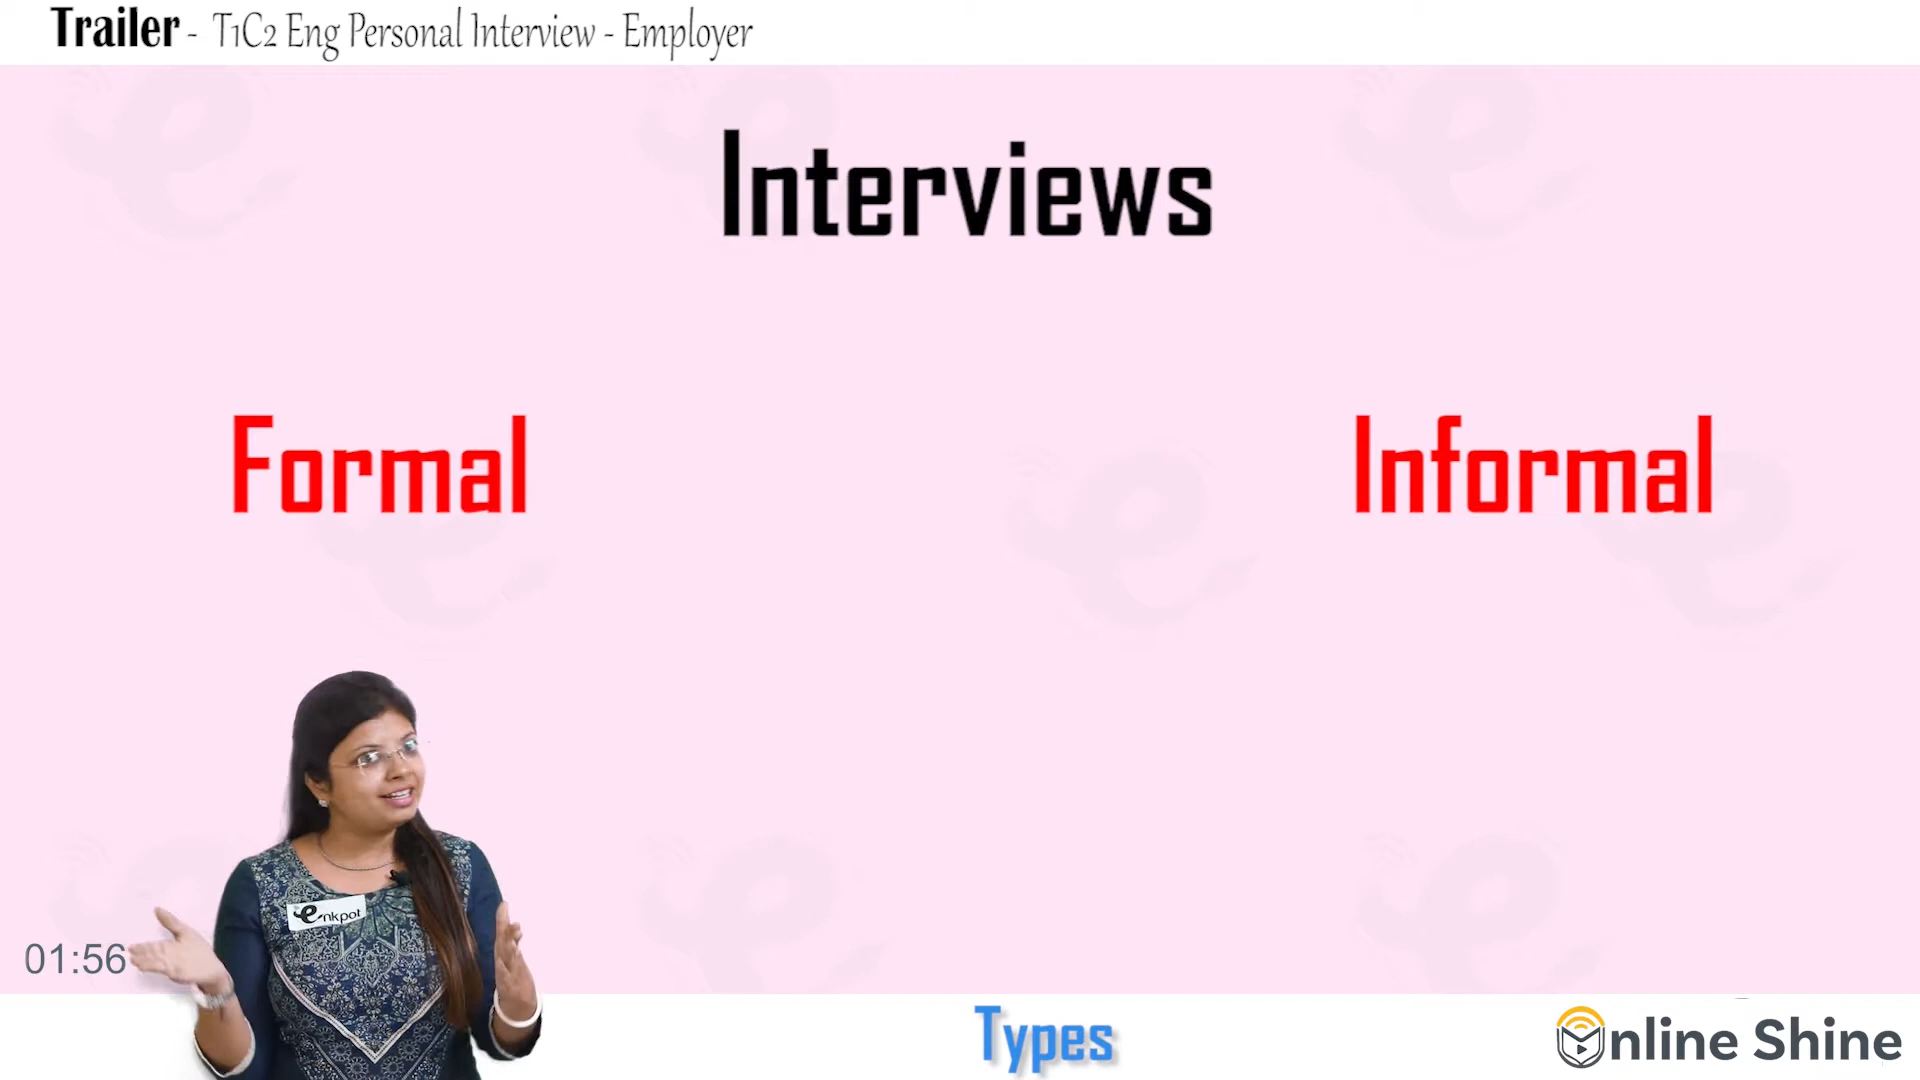 Trailer - T1C2 Eng Personal Interview - Employer
Interviews
Formal
Informal
enkpot
01:56
Types
Online Shine